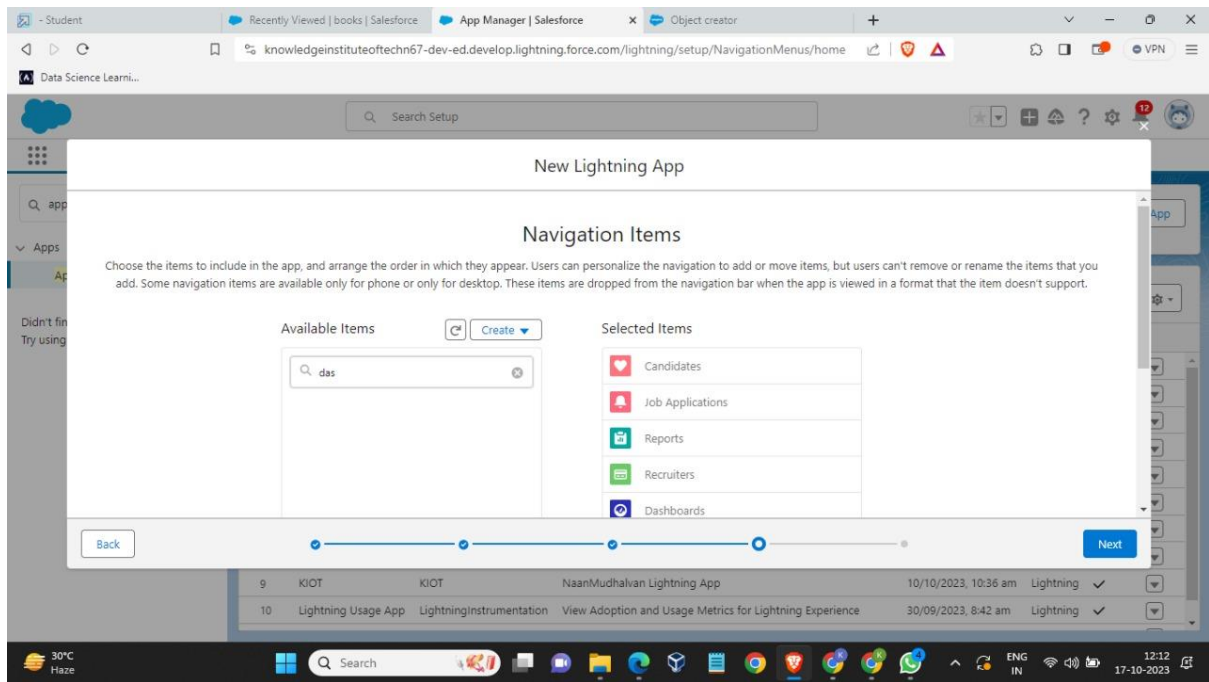 - Student
Recently Viewed | books | Salesforce
App Manager | Salesforce
Object creator
knowledgeinstituteoftechn67-dev-ed.develop.lightning.force.com/lightning/setup/NavigationMenus/home
VPN
Data Science Learni...
Search Setup
12
New Lightning App
app
App
Navigation Items
Apps
Choose the items to include in the app, and arrange the order in which they appear. Users can personalize the navigation to add or move items, but users can't remove or rename the items that you
Ap
add. Some navigation items are available only for phone or only for desktop. These items are dropped from the navigation bar when the app is viewed in a format that the item doesn't support.
Didn't fin
Try using
Available Items
Create
Selected Items
das
Candidates
Job Applications
Reports
Recruiters
Dashboards
Back
Next
9 KIOT KIOT NaanMudhalvan Lightning App 10/10/2023, 10:36 am Lightning
10 Lightning Usage App LightningInstrumentation View Adoption and Usage Metrics for Lightning Experience 30/09/2023, 8:42 am Lightning
30°C
Haze
Search
ENG
IN
12:12
17-10-2023